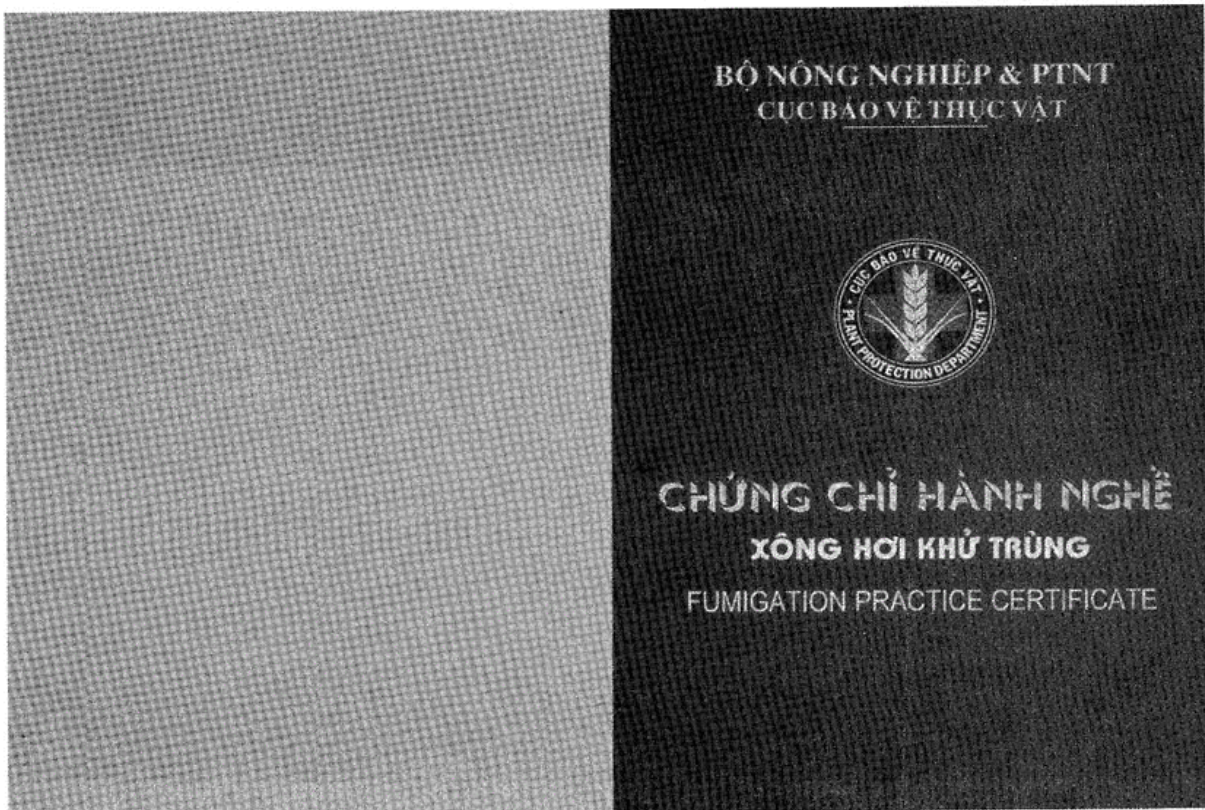 BỘ NÔNG NGHIỆP & PTNT
CỤC BẢO VỆ THỰC VẬT
CỤC BẢO VỆ THỰC VẬT
PLANT PROTECTION DEPARTMENT
CHỨNG CHỈ HÀNH NGHỀ
XÔNG HƠI KHỬ TRÙNG
FUMIGATION PRACTICE CERTIFICATE